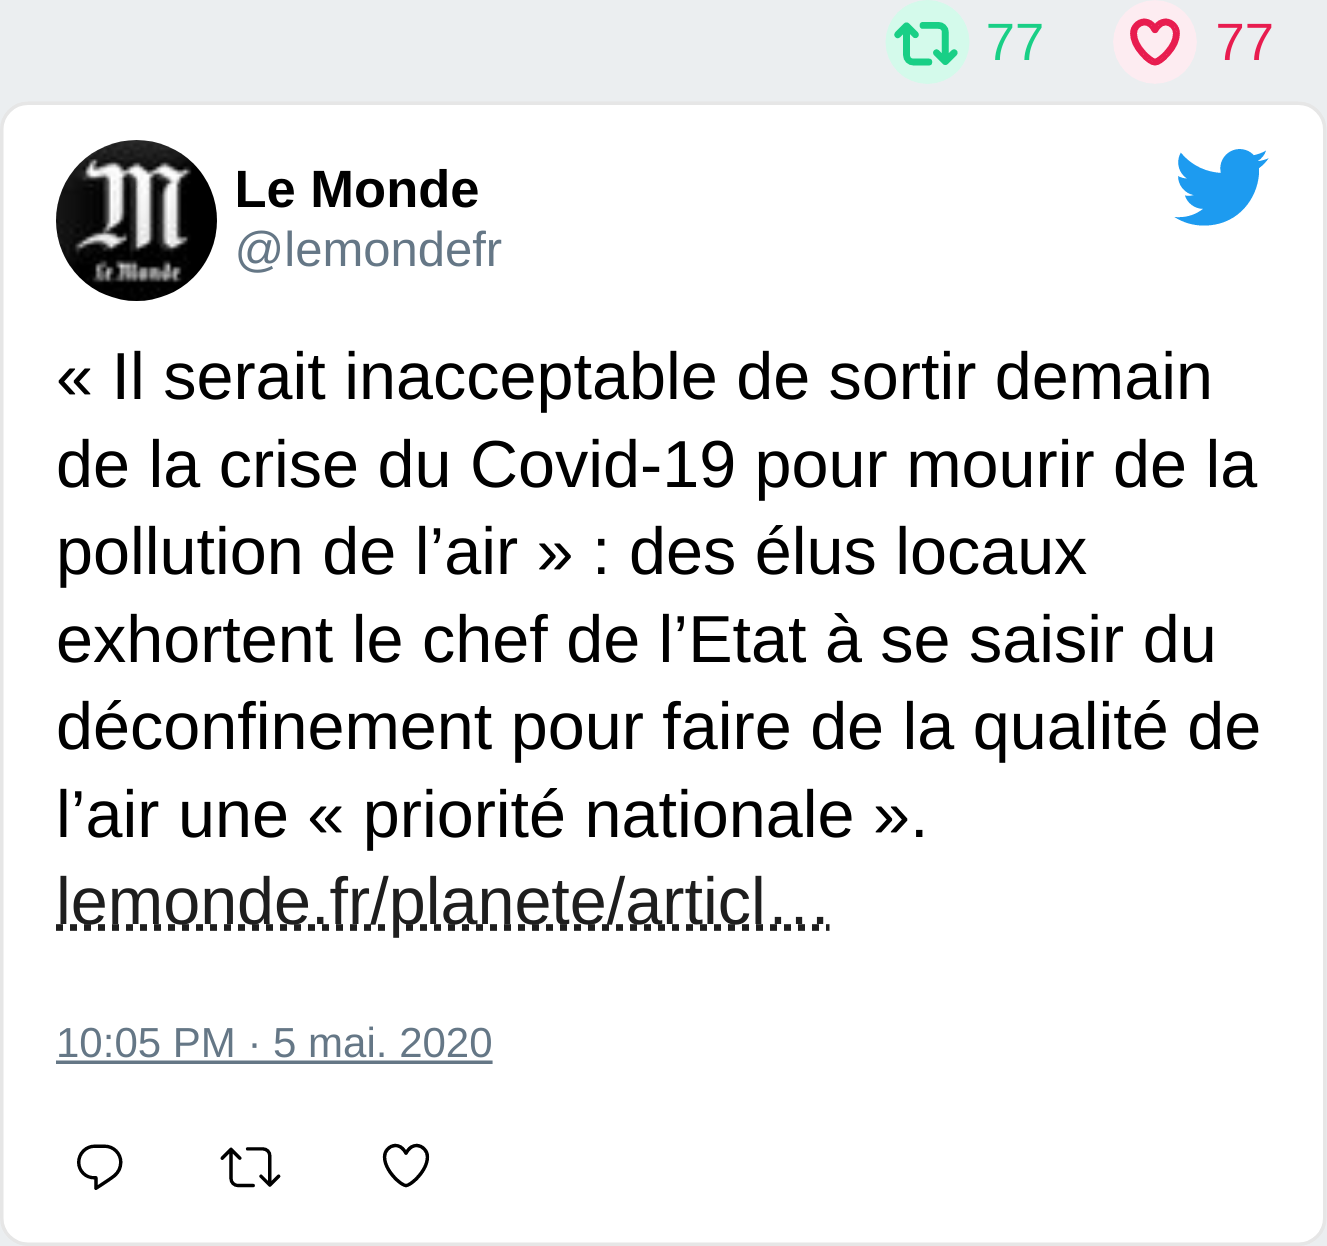 77 77
Le Monde
Le Monde
@lemondefr
« Il serait inacceptable de sortir demain
de la crise du Covid-19 pour mourir de la
pollution de l’air » : des élus locaux
exhortent le chef de l’Etat à se saisir du
déconfinement pour faire de la qualité de
l’air une « priorité nationale ».
lemonde.fr/planete/articl…
10:05 PM · 5 mai. 2020